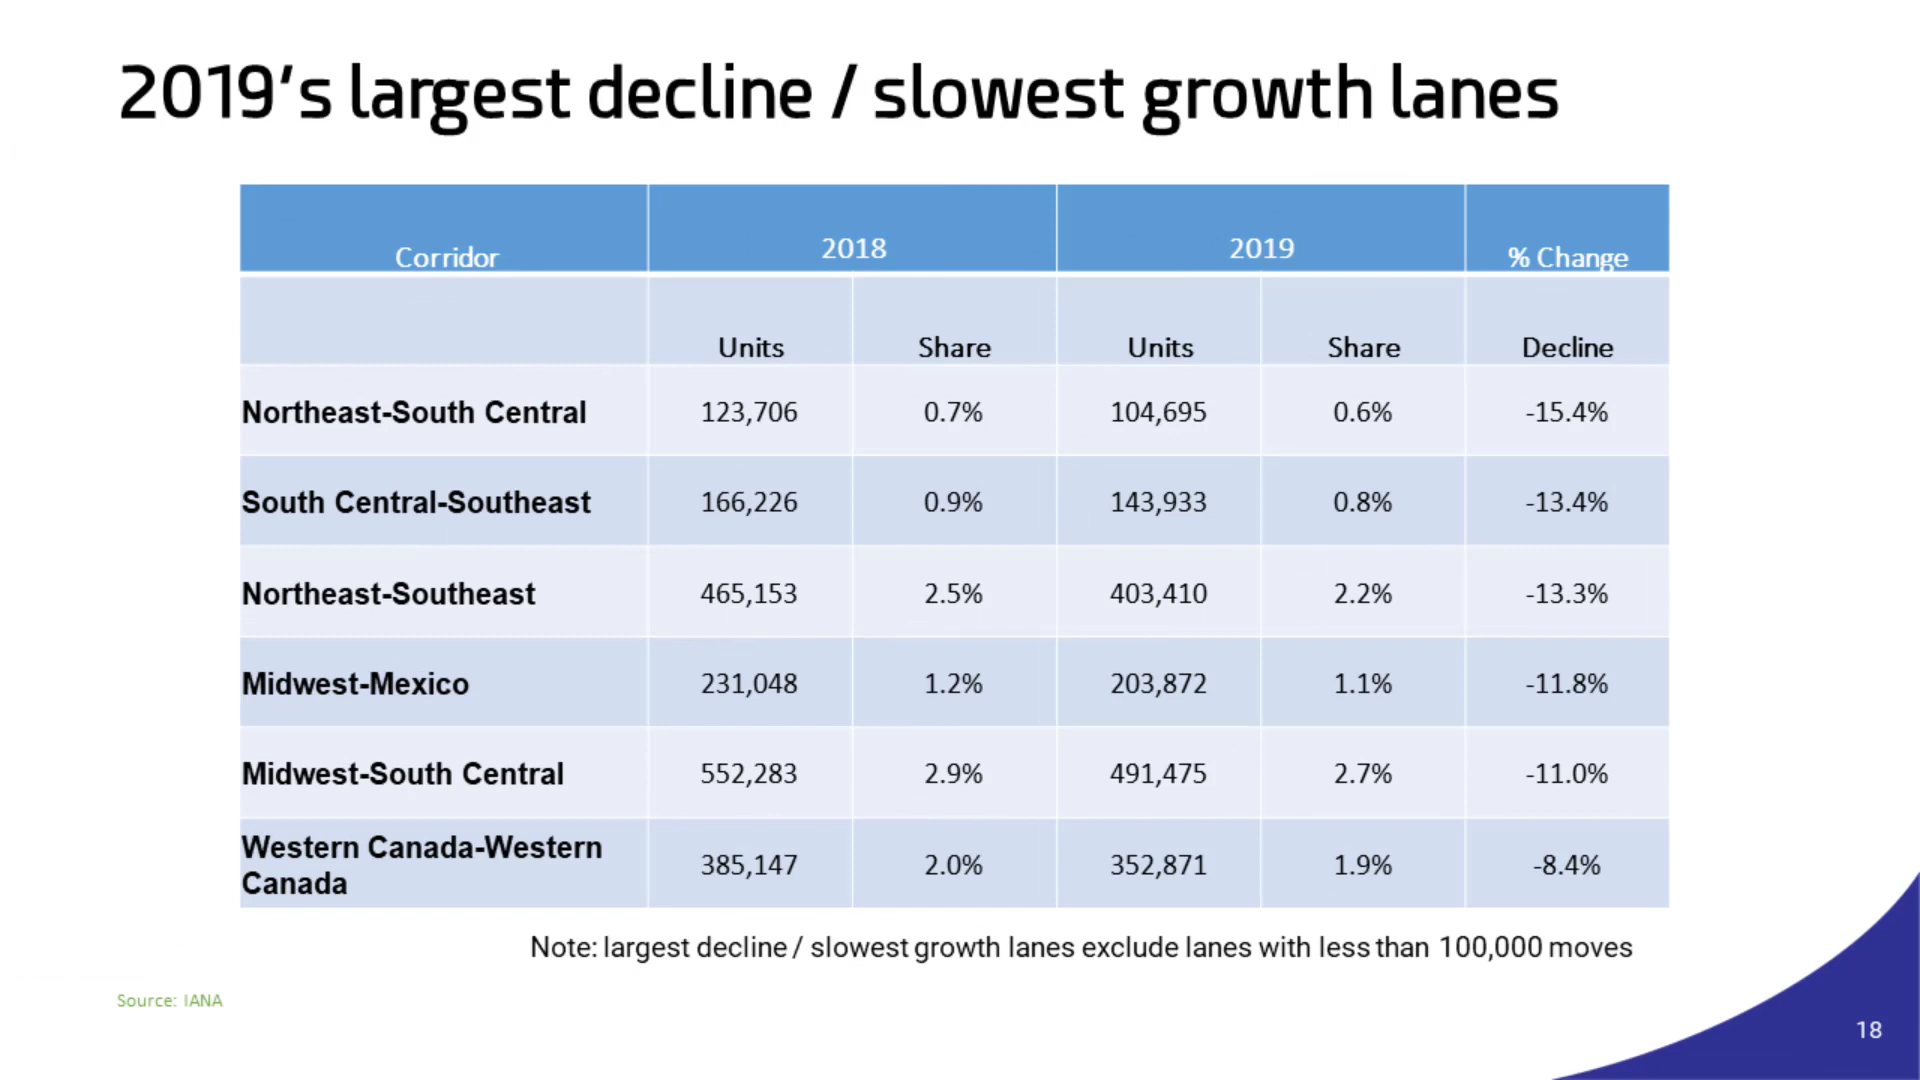 2019's largest decline / slowest growth lanes
Corridor 2018 2019 % Change
Units Share Units Share Decline
Northeast-South Central 123,706 0.7% 104,695 0.6% -15.4%
South Central-Southeast 166,226 0.9% 143,933 0.8% -13.4%
Northeast-Southeast 465,153 2.5% 403,410 2.2% -13.3%
Midwest-Mexico 231,048 1.2% 203,872 1.1% -11.8%
Midwest-South Central 552,283 2.9% 491,475 2.7% -11.0%
Western Canada-Western
Canada 385,147 2.0% 352,871 1.9% -8.4%
Note: largest decline / slowest growth lanes exclude lanes with less than 100,000 moves
Source: IANA
18